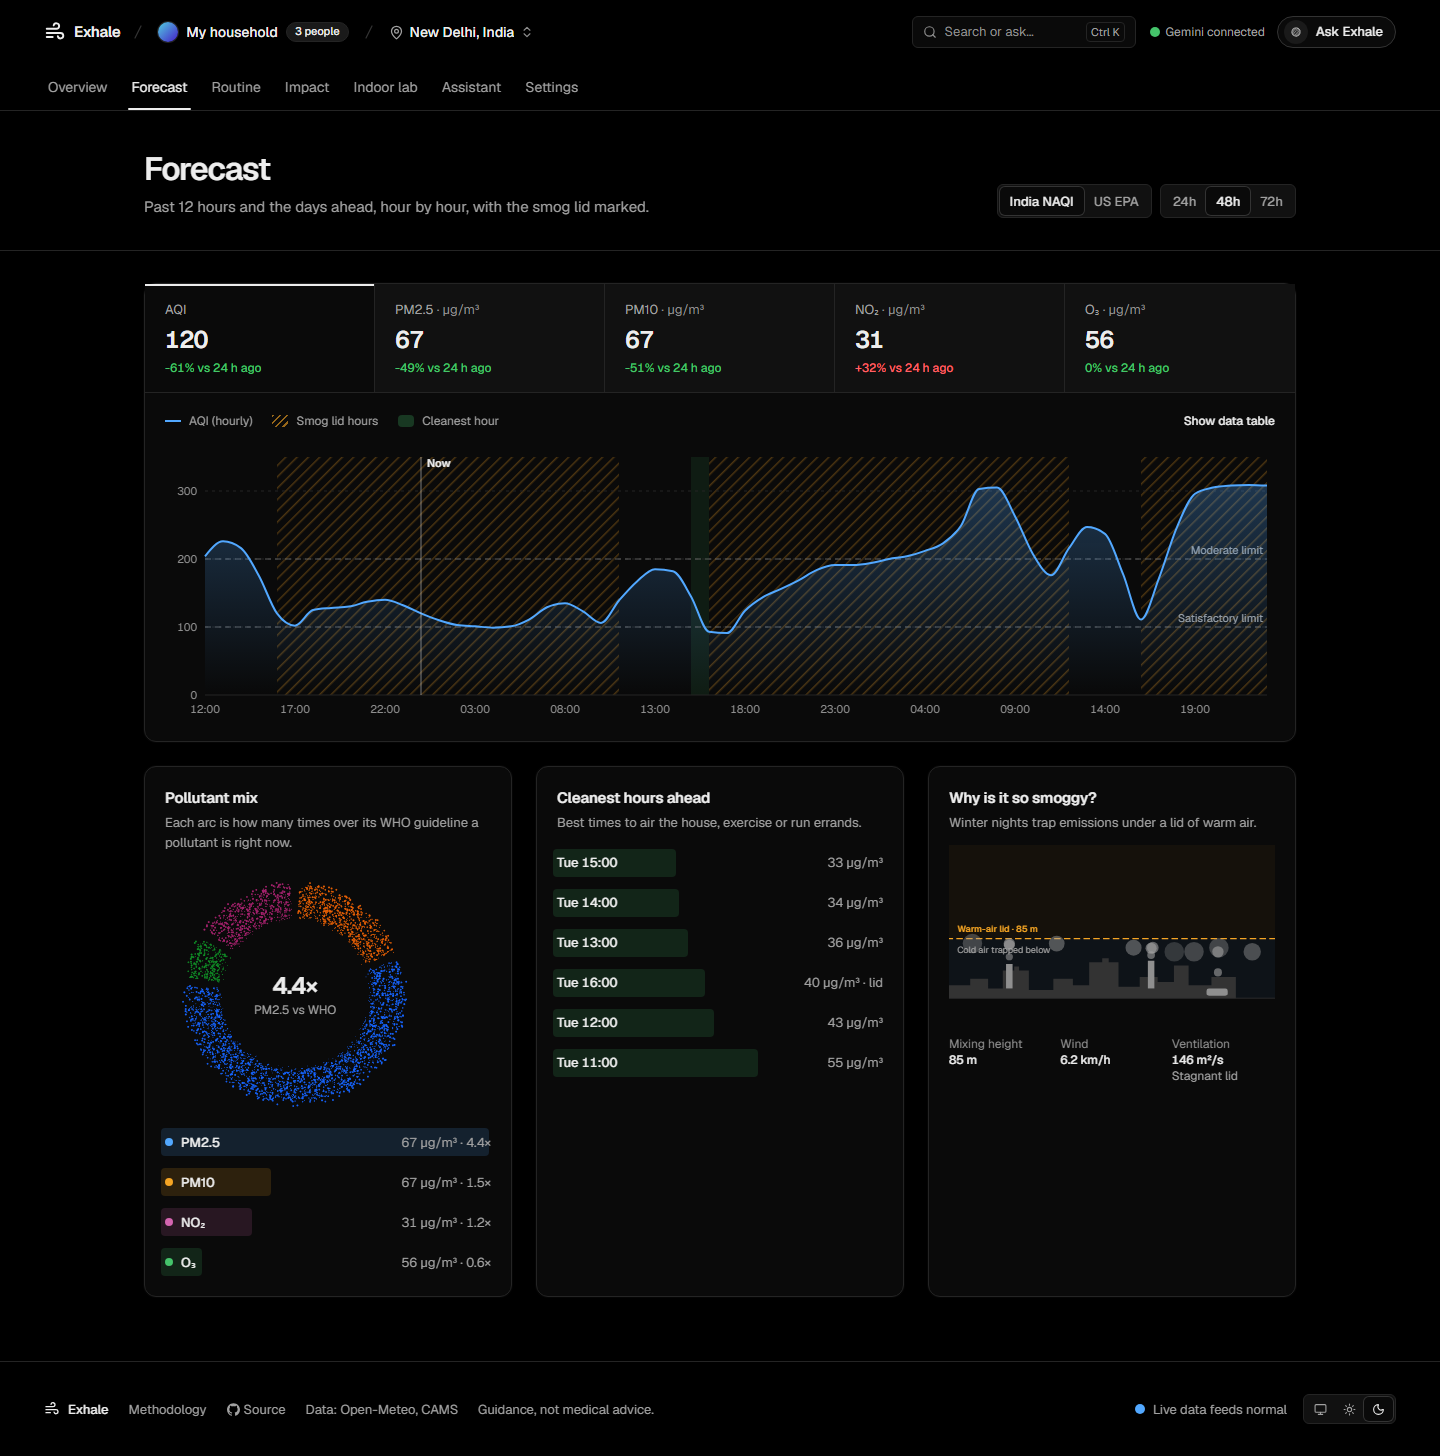 Exhale
My household
3 people
New Delhi, India
Search or ask...
Ctrl K
Gemini connected
Ask Exhale
Overview
Forecast
Routine
Impact
Indoor lab
Assistant
Settings
Forecast
Past 12 hours and the days ahead, hour by hour, with the smog lid marked.
India NAQI
US EPA
24h
48h
72h
AQI
120
-61% vs 24 h ago
PM2.5 · µg/m³
67
-49% vs 24 h ago
PM10 · µg/m³
67
-51% vs 24 h ago
NO₂ · µg/m³
31
+32% vs 24 h ago
O₃ · µg/m³
56
0% vs 24 h ago
AQI (hourly)
Smog lid hours
Cleanest hour
Show data table
Now
300
200
100
0
Moderate limit
Satisfactory limit
12:00
17:00
22:00
03:00
08:00
13:00
18:00
23:00
04:00
09:00
14:00
19:00
Pollutant mix
Each arc is how many times over its WHO guideline a
pollutant is right now.
4.4×
PM2.5 vs WHO
PM2.5
67 µg/m³ · 4.4×
PM10
67 µg/m³ · 1.5×
NO₂
31 µg/m³ · 1.2×
O₃
56 µg/m³ · 0.6×
Cleanest hours ahead
Best times to air the house, exercise or run errands.
Tue 15:00
33 µg/m³
Tue 14:00
34 µg/m³
Tue 13:00
36 µg/m³
Tue 16:00
40 µg/m³ · lid
Tue 12:00
43 µg/m³
Tue 11:00
55 µg/m³
Why is it so smoggy?
Winter nights trap emissions under a lid of warm air.
Warm-air lid · 85 m
Cold air trapped below
Mixing height
85 m
Wind
6.2 km/h
Ventilation
146 m²/s
Stagnant lid
Exhale
Methodology
Source
Data: Open-Meteo, CAMS
Guidance, not medical advice.
Live data feeds normal